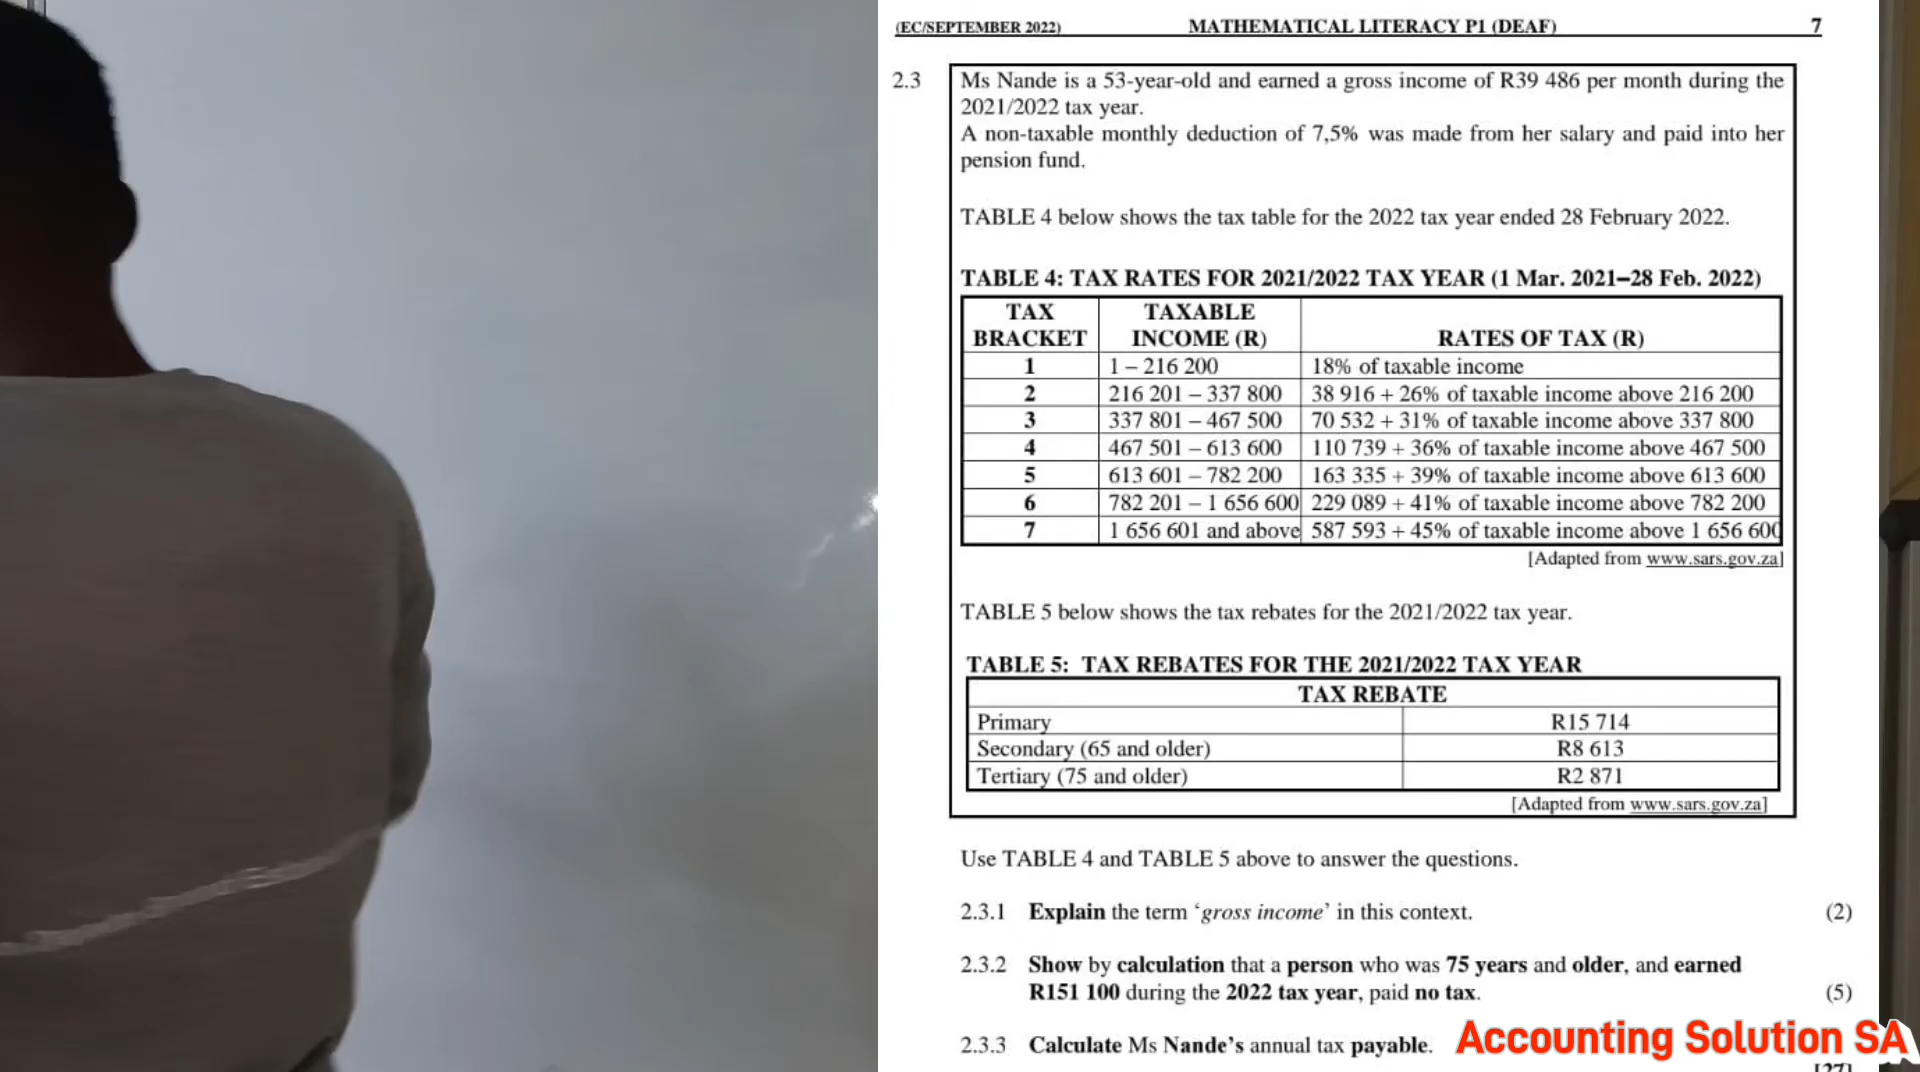 (EC/SEPTEMBER 2022) MATHEMATICAL LITERACY P1 (DEAF) 7
2.3 Ms Nande is a 53-year-old and earned a gross income of R39 486 per month during the
2021/2022 tax year.
A non-taxable monthly deduction of 7,5% was made from her salary and paid into her
pension fund.
TABLE 4 below shows the tax table for the 2022 tax year ended 28 February 2022.
TABLE 4: TAX RATES FOR 2021/2022 TAX YEAR (1 Mar. 2021–28 Feb. 2022)
TAX BRACKET TAXABLE INCOME (R) RATES OF TAX (R)
1 1 – 216 200 18% of taxable income
2 216 201 – 337 800 38 916 + 26% of taxable income above 216 200
3 337 801 – 467 500 70 532 + 31% of taxable income above 337 800
4 467 501 – 613 600 110 739 + 36% of taxable income above 467 500
5 613 601 – 782 200 163 335 + 39% of taxable income above 613 600
6 782 201 – 1 656 600 229 089 + 41% of taxable income above 782 200
7 1 656 601 and above 587 593 + 45% of taxable income above 1 656 600
[Adapted from www.sars.gov.za]
TABLE 5 below shows the tax rebates for the 2021/2022 tax year.
TABLE 5: TAX REBATES FOR THE 2021/2022 TAX YEAR
TAX REBATE
Primary R15 714
Secondary (65 and older) R8 613
Tertiary (75 and older) R2 871
[Adapted from www.sars.gov.za]
Use TABLE 4 and TABLE 5 above to answer the questions.
2.3.1 Explain the term ‘gross income’ in this context. (2)
2.3.2 Show by calculation that a person who was 75 years and older, and earned
R151 100 during the 2022 tax year, paid no tax. (5)
2.3.3 Calculate Ms Nande’s annual tax payable.
Accounting Solution SA